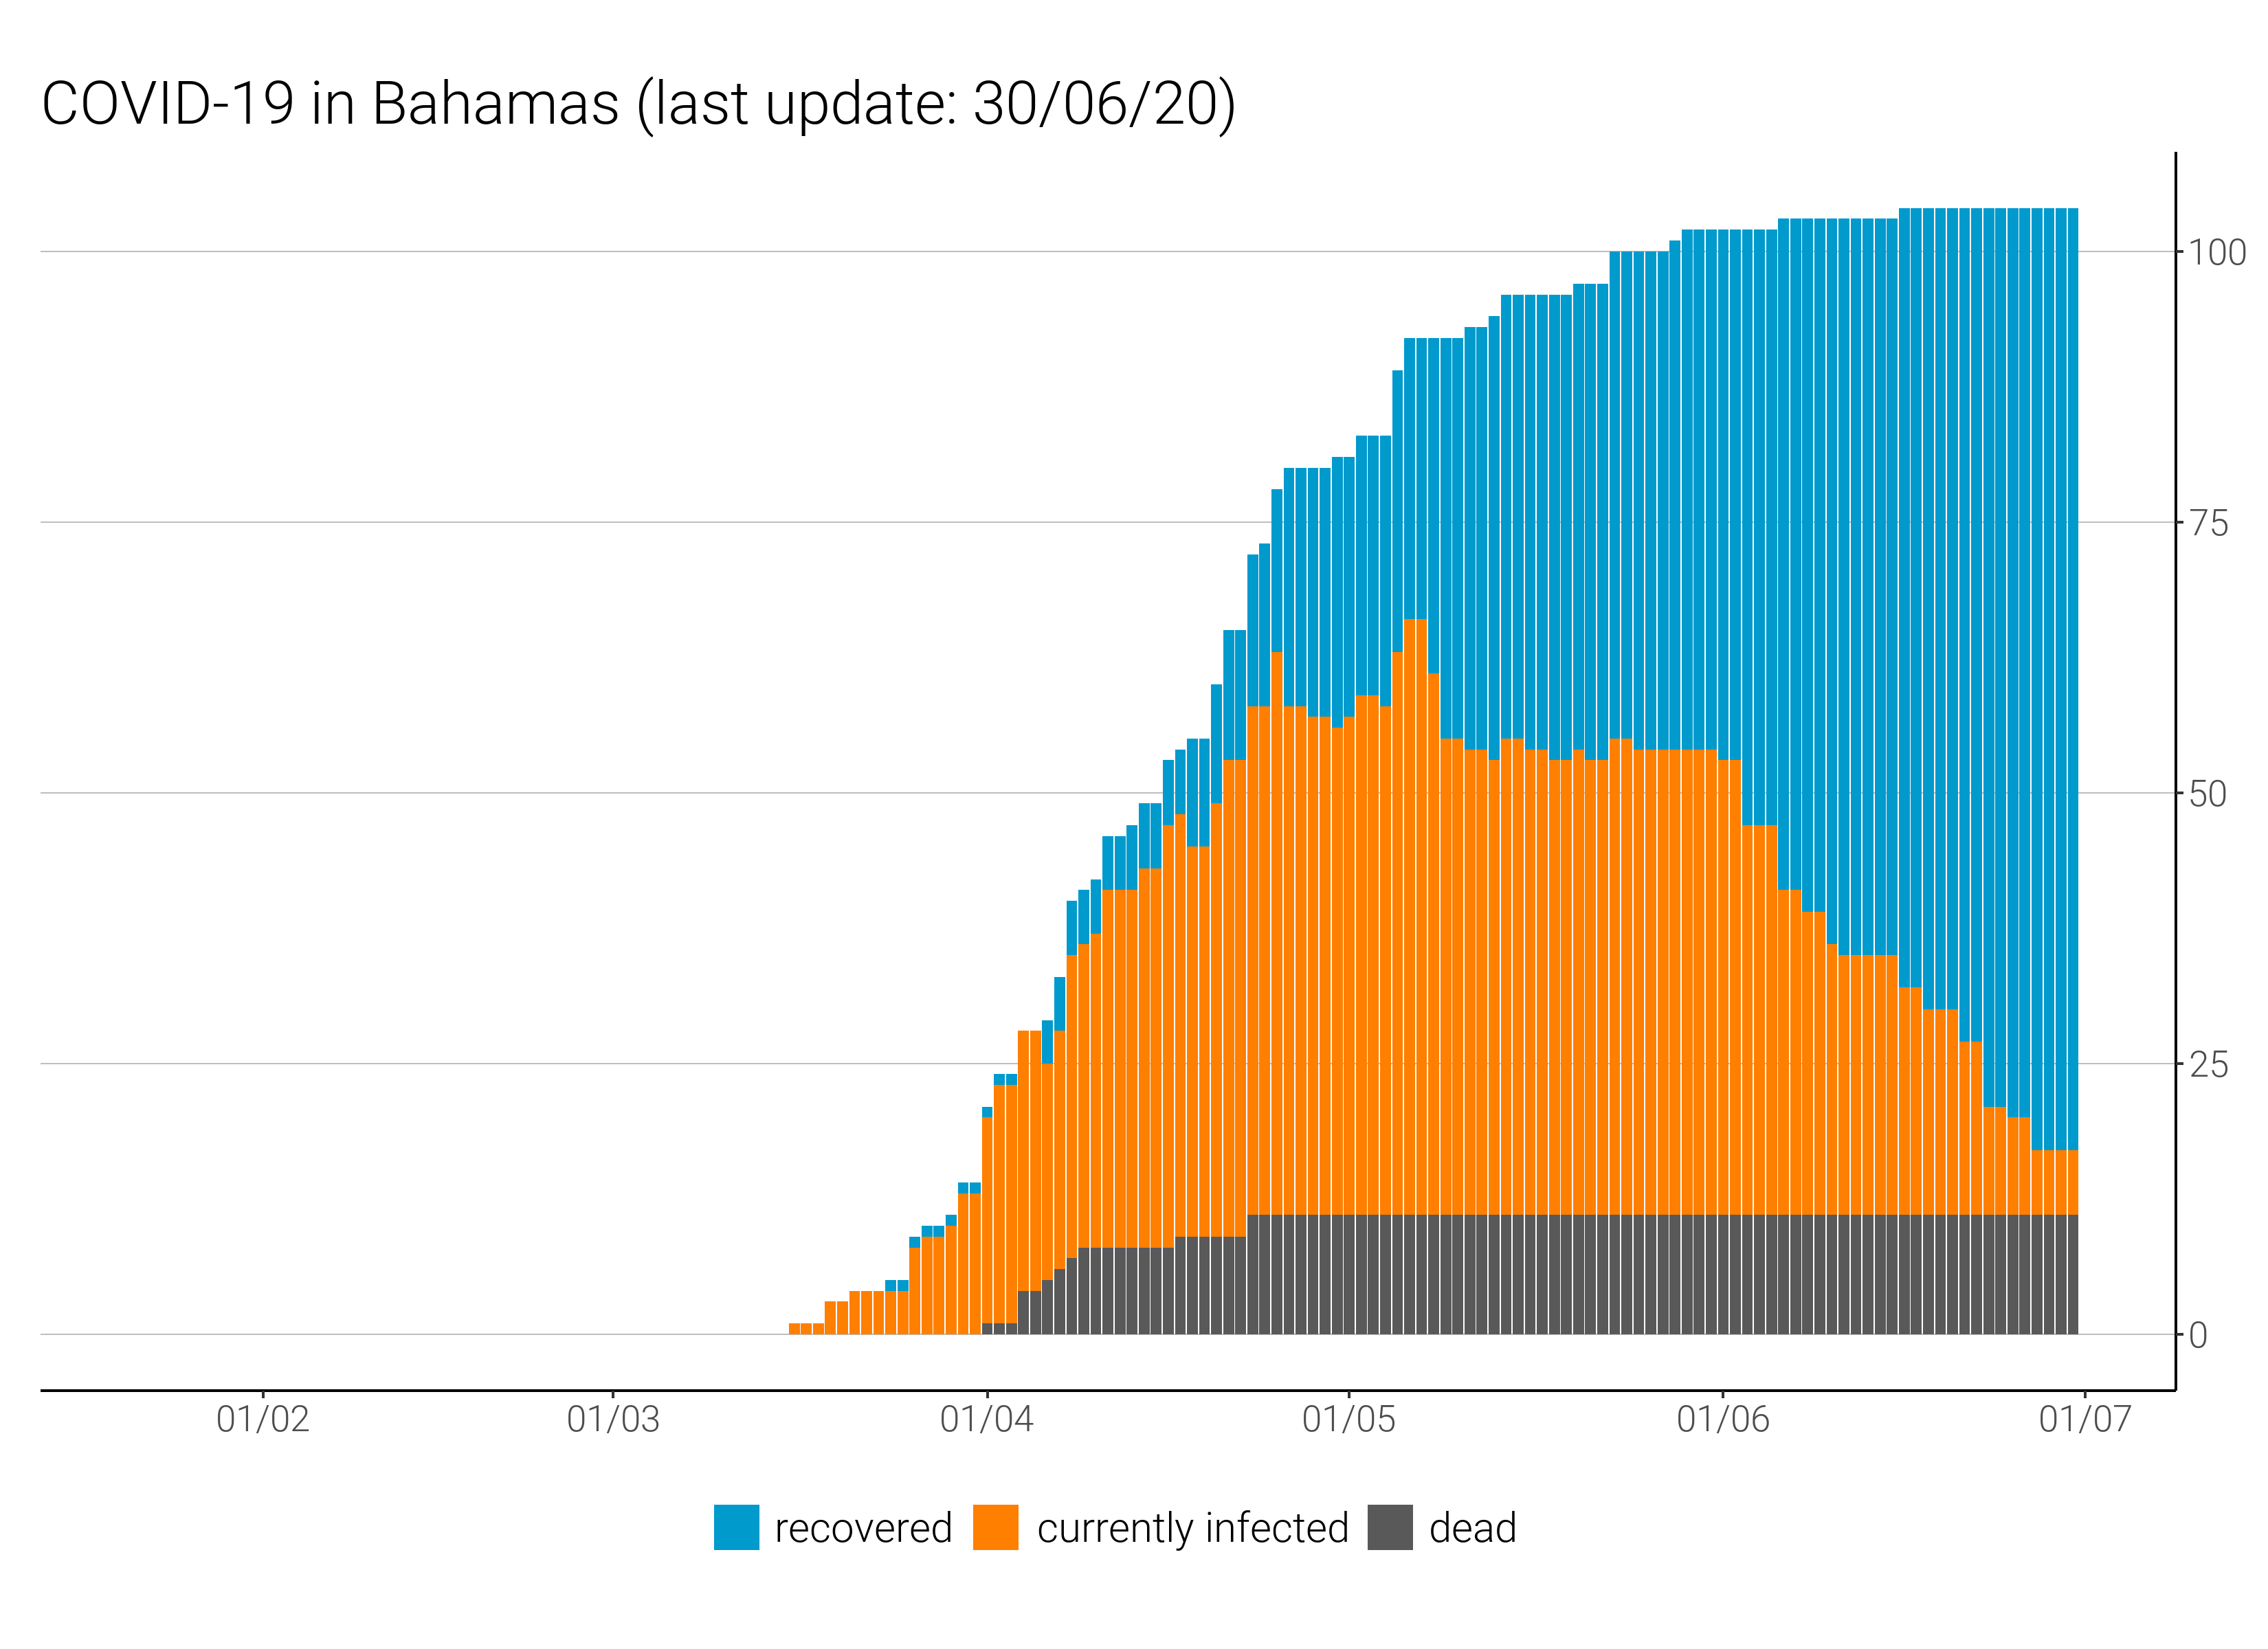 COVID-19 in Bahamas (last update: 30/06/20)
100
75
50
25
0
01/02 01/03 01/04 01/05 01/06 01/07
recovered currently infected dead